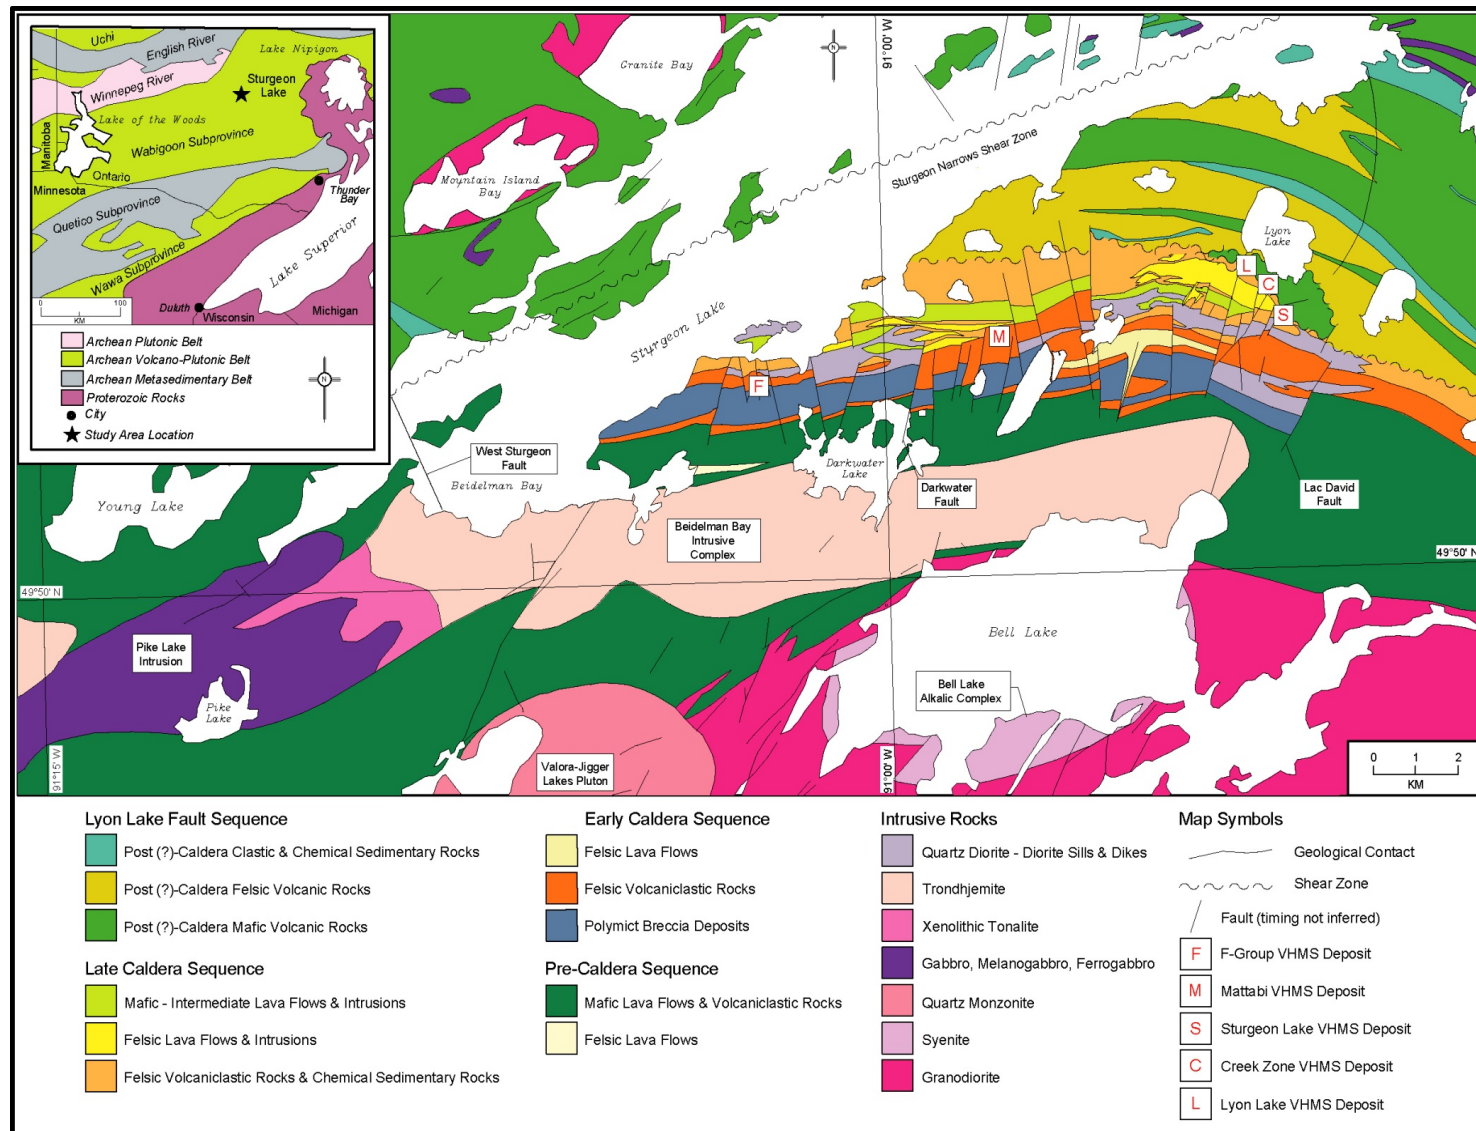 Uchi
English River
Lake Nipigon
Winnepeg River
Sturgeon
Lake
Lake of the Woods
Manitoba
Wabigoon Subprovince
Ontario
Minnesota
Thunder
Bay
Quetico Subprovince
Wawa Subprovince
Lake Superior
Duluth
Wisconsin
Michigan
0
100
KM
Archean Plutonic Belt
Archean Volcano-Plutonic Belt
Archean Metasedimentary Belt
Proterozoic Rocks
City
Study Area Location
N
N
Granite Bay
91°00' W
Mountain Island
Bay
Sturgeon Narrows Shear Zone
Lyon
Lake
L
C
S
M
F
Styrgeon Lake
West Sturgeon
Fault
Beidelman Bay
Darkwater
Lake
Darkwater
Fault
Lac David
Fault
Young Lake
Beidelman Bay
Intrusive
Complex
49°50' N
49°50' N
Pike Lake
Intrusion
Bell Lake
Bell Lake
Alkalic Complex
Pike
Lake
Valora-Jigger
Lakes Pluton
91°15' W
91°00' W
0 1 2
KM
Lyon Lake Fault Sequence
Post (?)-Caldera Clastic & Chemical Sedimentary Rocks
Post (?)-Caldera Felsic Volcanic Rocks
Post (?)-Caldera Mafic Volcanic Rocks
Late Caldera Sequence
Mafic - Intermediate Lava Flows & Intrusions
Felsic Lava Flows & Intrusions
Felsic Volcaniclastic Rocks & Chemical Sedimentary Rocks
Early Caldera Sequence
Felsic Lava Flows
Felsic Volcaniclastic Rocks
Polymict Breccia Deposits
Pre-Caldera Sequence
Mafic Lava Flows & Volcaniclastic Rocks
Felsic Lava Flows
Intrusive Rocks
Quartz Diorite - Diorite Sills & Dikes
Trondhjemite
Xenolithic Tonalite
Gabbro, Melanogabbro, Ferrogabbro
Quartz Monzonite
Syenite
Granodiorite
Map Symbols
Geological Contact
Shear Zone
Fault (timing not inferred)
F F-Group VHMS Deposit
M Mattabi VHMS Deposit
S Sturgeon Lake VHMS Deposit
C Creek Zone VHMS Deposit
L Lyon Lake VHMS Deposit